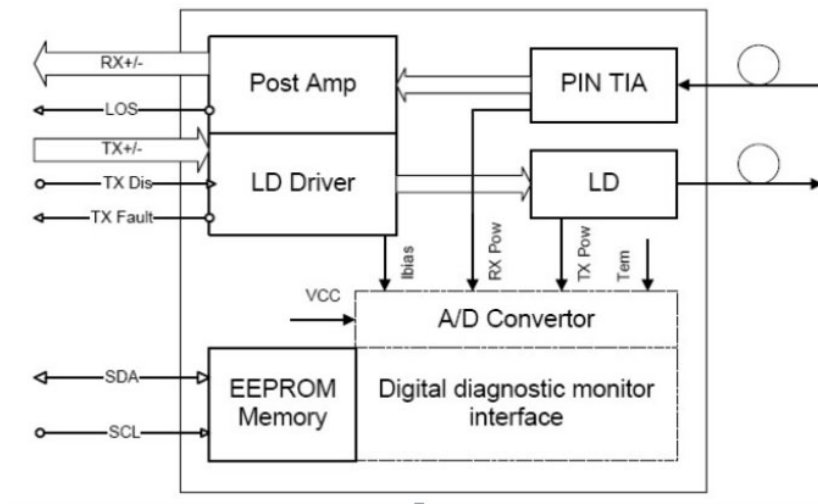 RX+/-
Post Amp
PIN TIA
LOS
TX+/-
TX Dis
LD Driver
LD
TX Fault
Ibias
RX Pow
TX Pow
Tem
VCC
A/D Convertor
SDA
EEPROM
Memory
Digital diagnostic monitor
interface
SCL